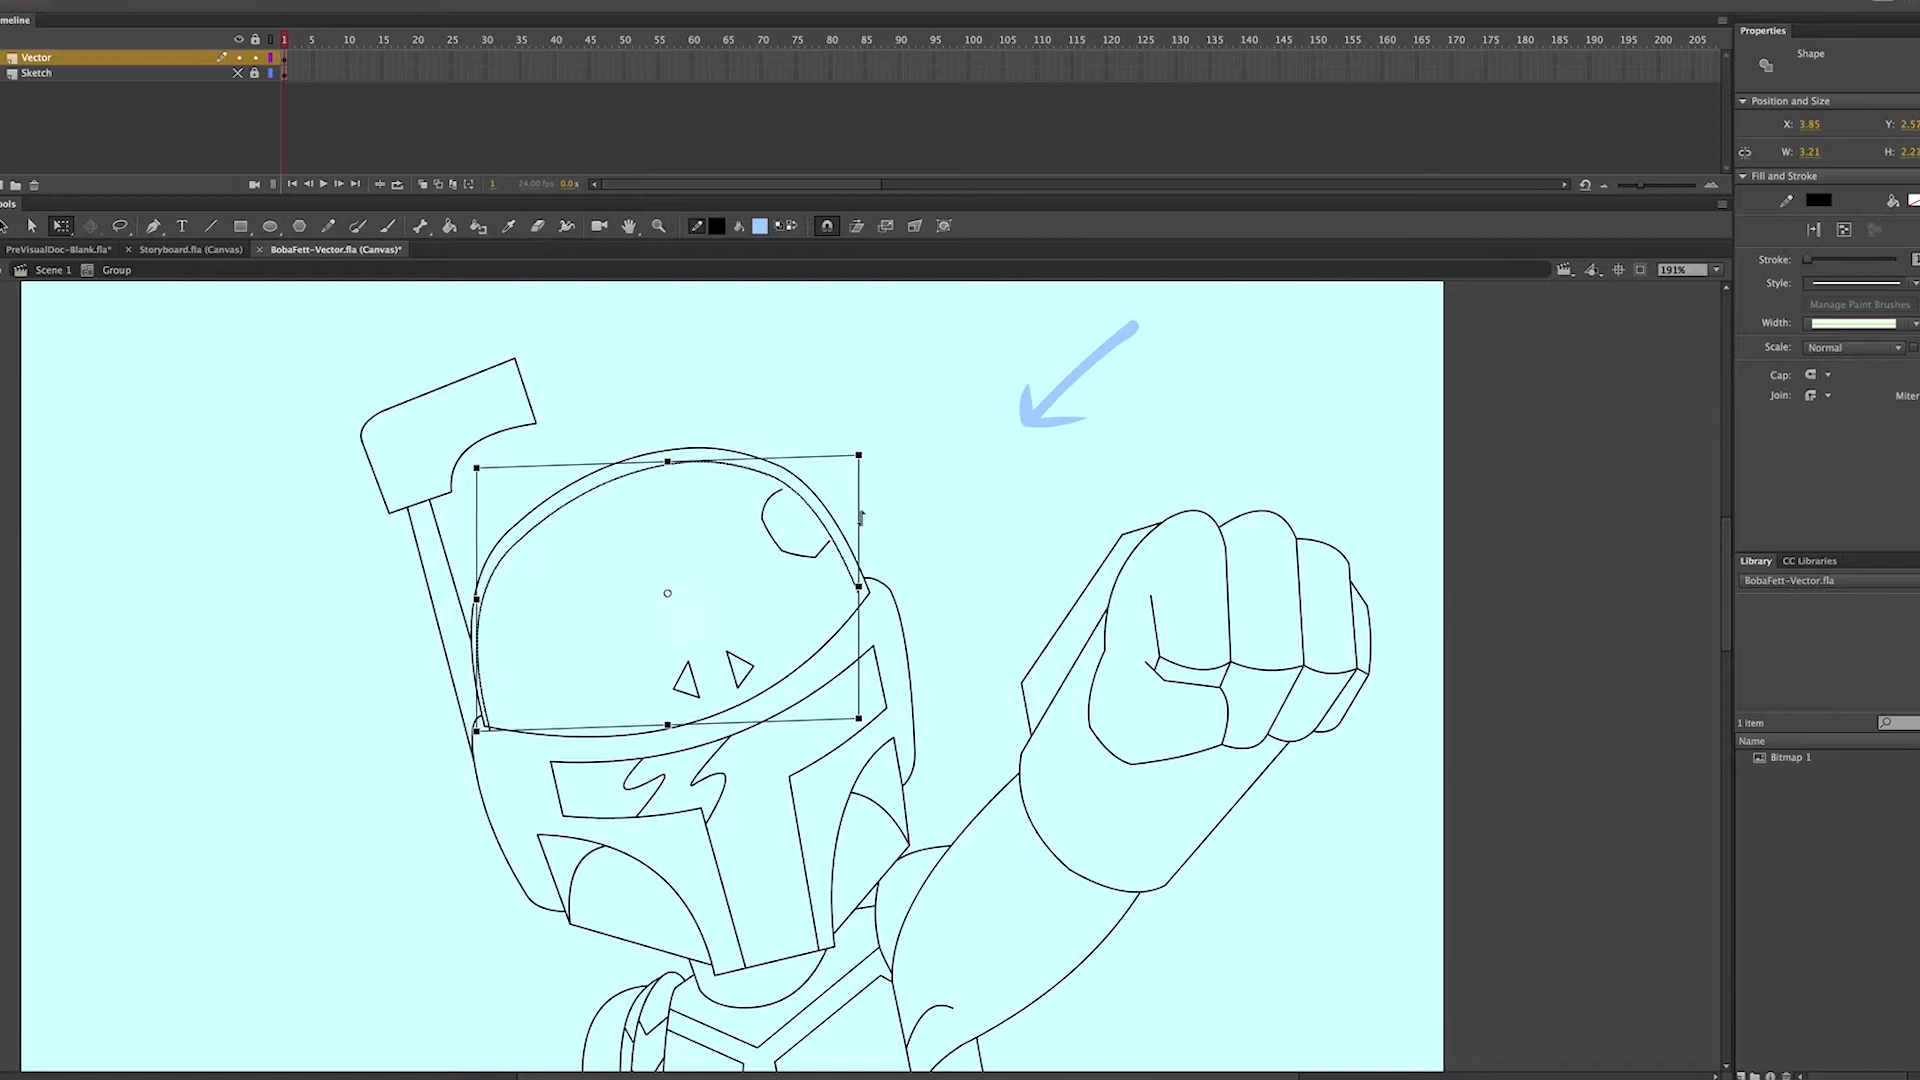 meline
1 5 10 15 20 25 30 35 40 45 50 55 60 65 70 75 80 85 90 95 100 105 110 115 120 125 130 135 140 145 150 155 160 165 170 175 180 185 190 195 200 205
Vector
Sketch
1 24.00 fps 0.0 s
ools
T
PreVisualDoc-Blank.fla* × Storyboard.fla (Canvas) × BobaFett-Vector.fla (Canvas)*
Scene 1 Group 191%
Properties
Shape
Position and Size
X: 3.85 Y: 2.57
W: 3.21 H: 2.2
Fill and Stroke
Stroke: 1
Style:
Manage Paint Brushes
Width:
Scale: Normal
Cap:
Join: Miter
Library CC Libraries
BobaFett-Vector.fla
1 item
Name
Bitmap 1